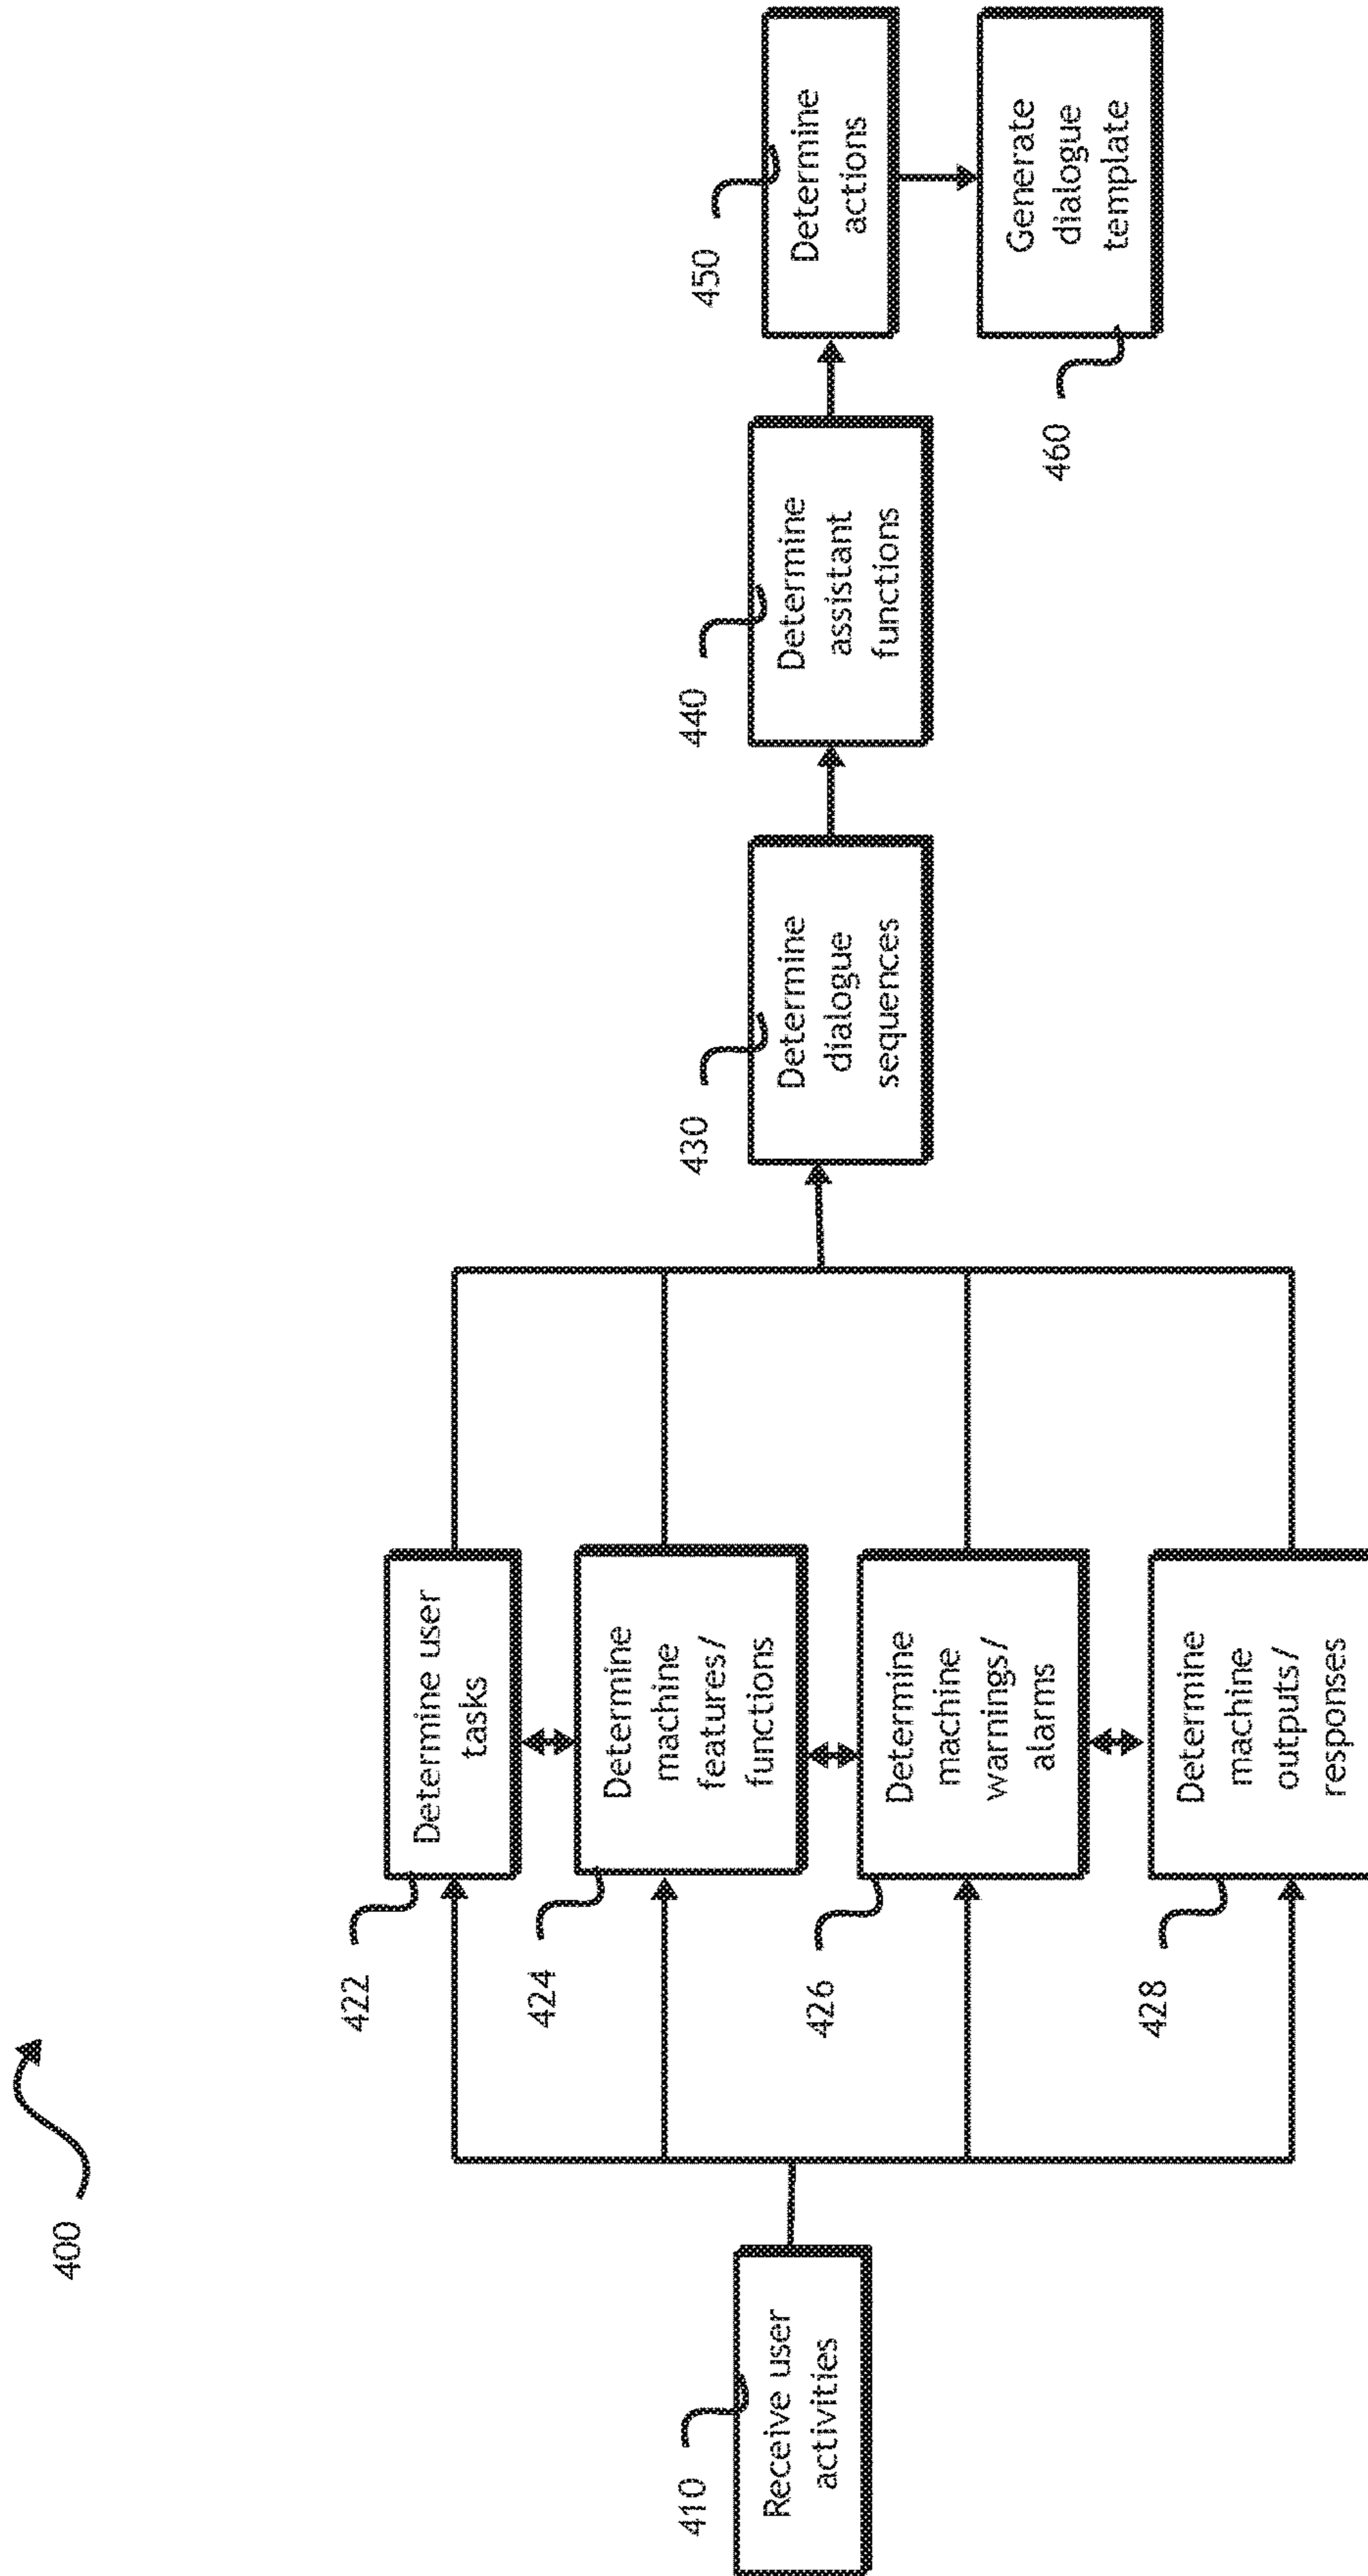 400
410
Receive user
activities
422
Determine user
tasks
424
Determine
machine
features/
functions
426
Determine
machine
warnings/
alarms
428
Determine
machine
outputs/
responses
430
Determine
dialogue
sequences
440
Determine
assistant
functions
450
Determine
actions
460
Generate
dialogue
template